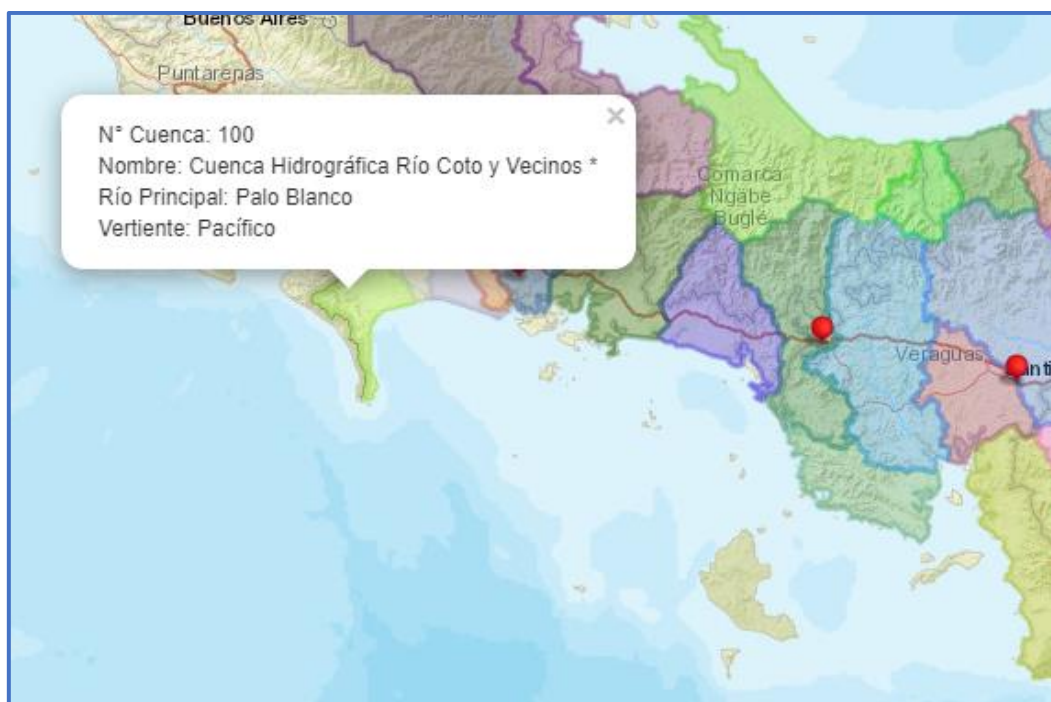 Buenos Aires
Puntarenas
×
N° Cuenca: 100
Nombre: Cuenca Hidrográfica Río Coto y Vecinos *
Río Principal: Palo Blanco
Vertiente: Pacífico
Comarca
Ngäbe
Buglé
Veraguas